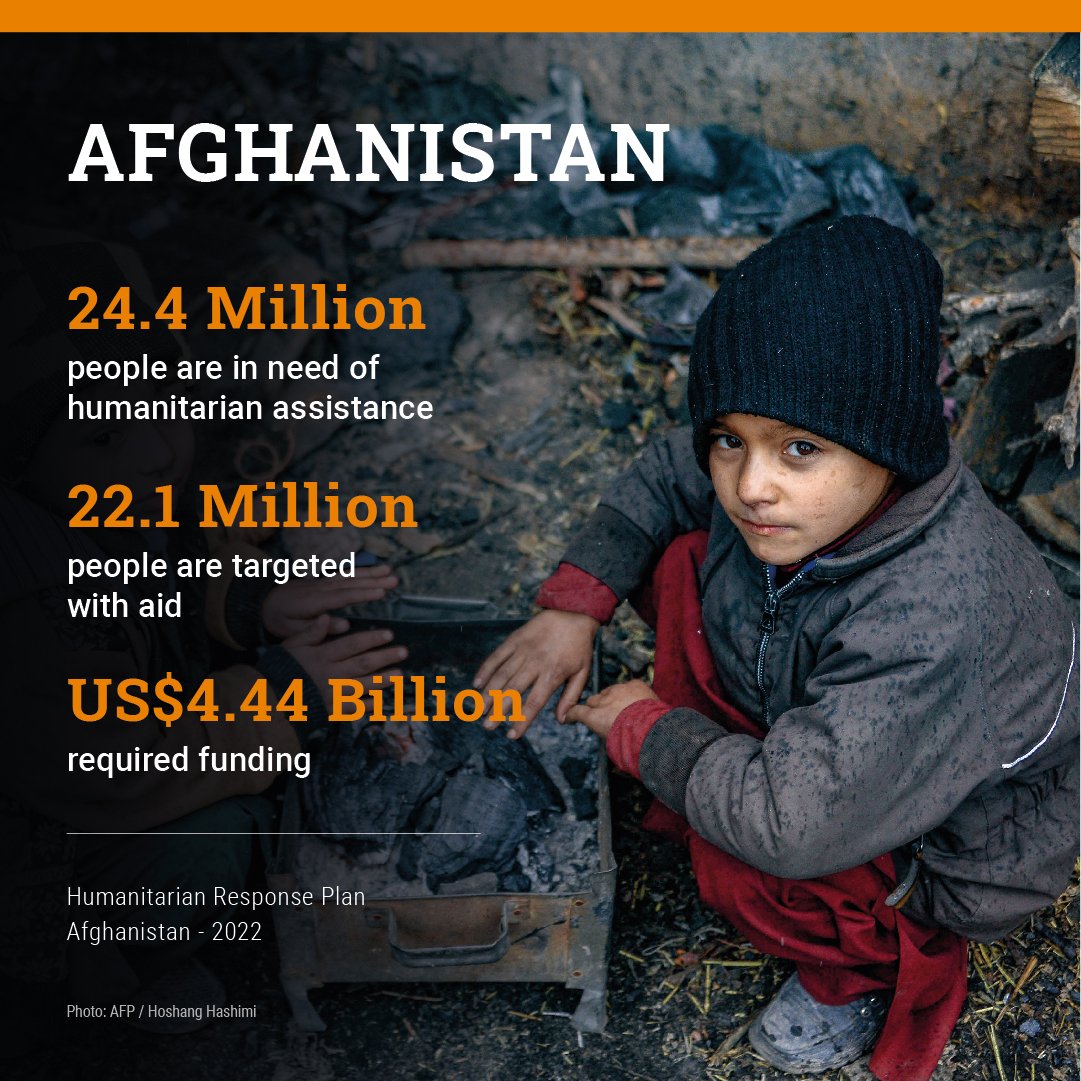 AFGHANISTAN
24.4 Million
people are in need of
humanitarian assistance
22.1 Million
people are targeted
with aid
US$4.44 Billion
required funding
Humanitarian Response Plan
Afghanistan - 2022
Photo: AFP / Hoshang Hashimi